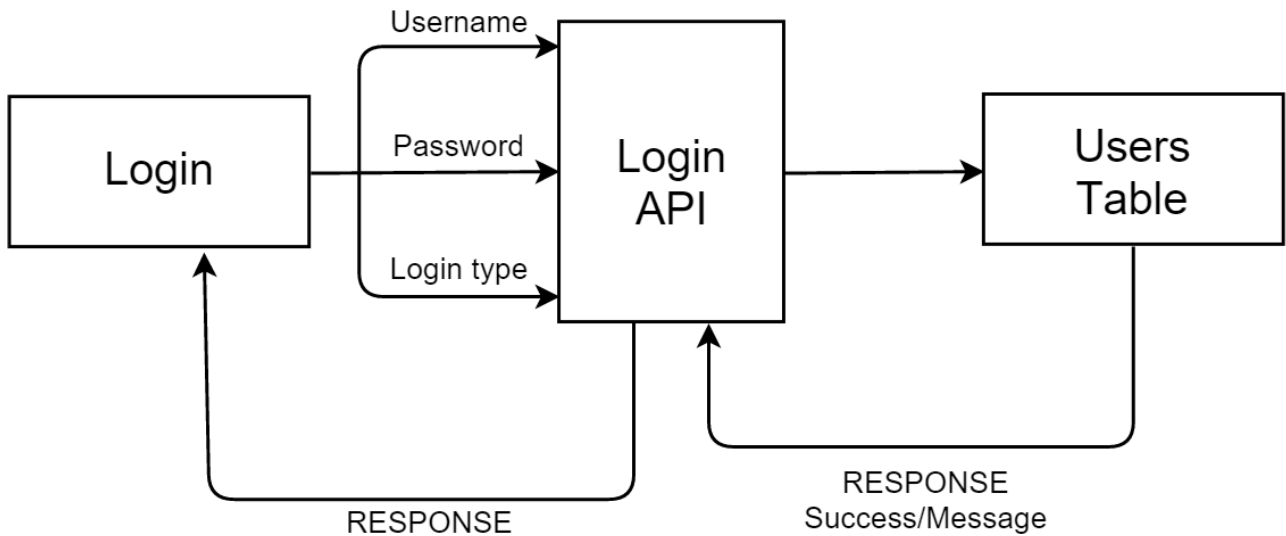 Username
Login
Password
Login type
Login
API
Users
Table
RESPONSE
RESPONSE
Success/Message